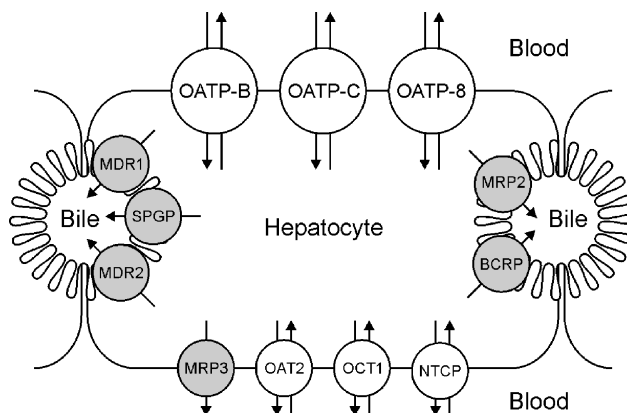 Blood
OATP-B
OATP-C
OATP-8
MDR1
MRP2
Bile
SPGP
Hepatocyte
Bile
MDR2
BCRP
MRP3
OAT2
OCT1
NTCP
Blood